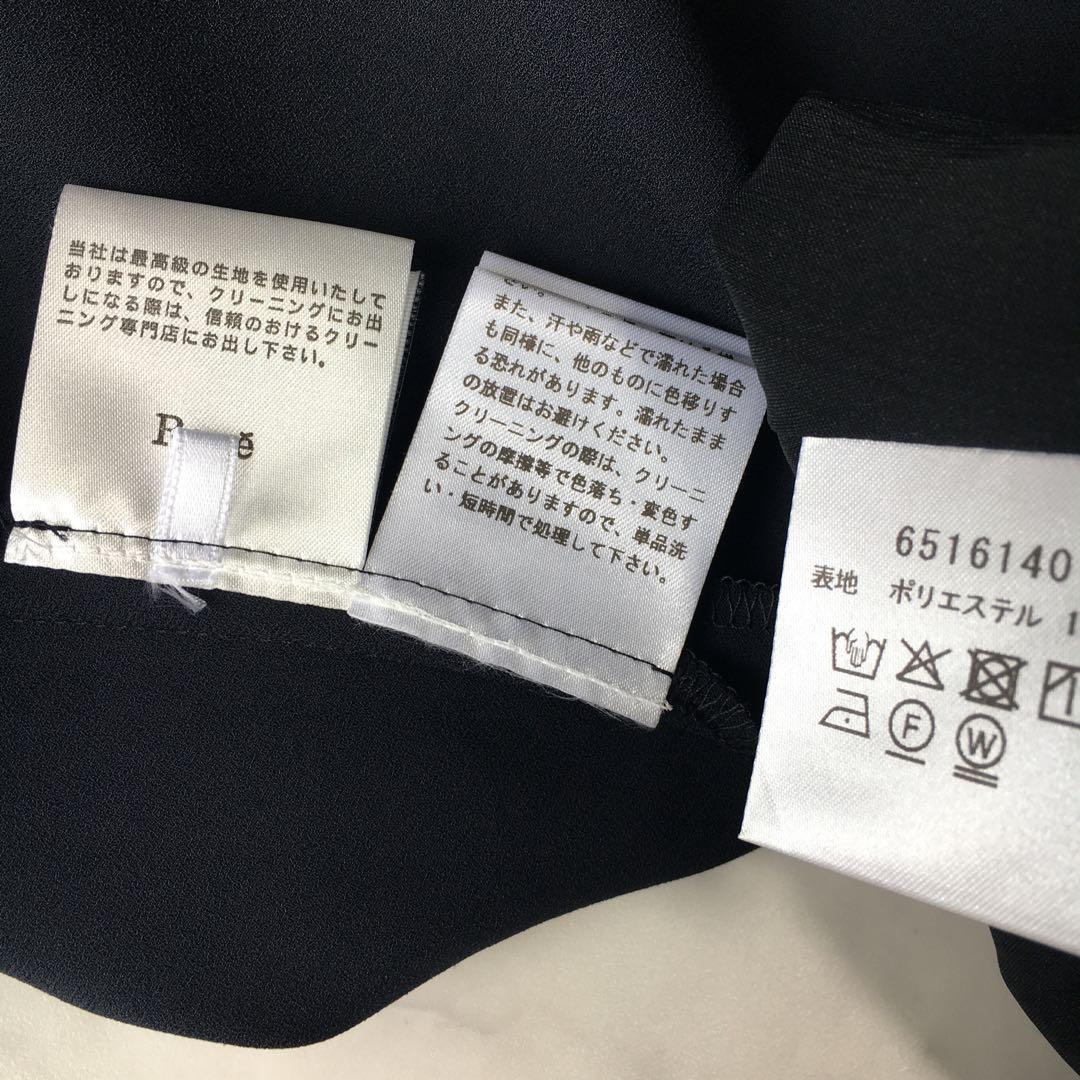 当社は最高級の生地を使用いたして
おりますので、クリーニングにお出
しになる際は、信頼のおけるクリー
ニング専門店にお出し下さい。
さい。
また、汗や雨などで濡れた場合
も同様に、他のものに色移りす
る恐れがあります。濡れたまま
の放置はお避けください。
クリーニングの際は、クリーニ
ングの摩擦等で色落ち・変色す
ることがありますので、単品洗
い・短時間で処理して下さい。
6516140
表地 ポリエステル 1
F
W